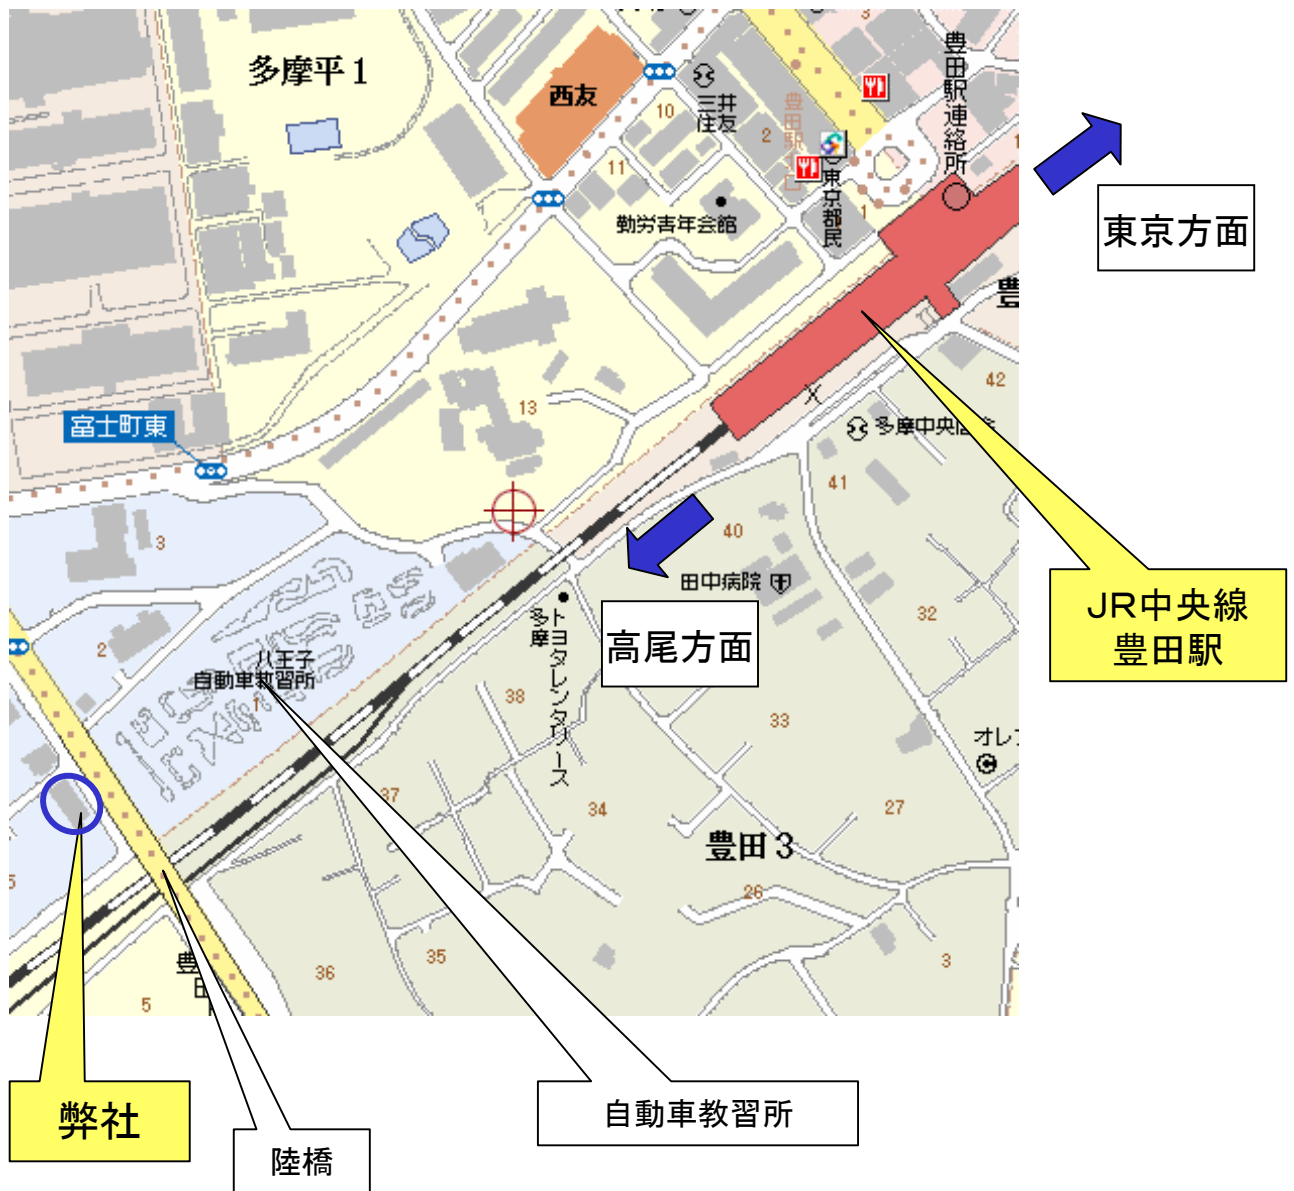 多摩平1
西友
三井
住友
10
11
2
3
1
豊田駅連絡所
東京都民
勤労青年会館
東京方面
13
富士町東
42
多摩中央信金
41
40
田中病院
トヨタレンタリース
多摩
高尾方面
JR中央線
豊田駅
3
2
八王子
自動車教習所
1
32
38
33
37
34
27
豊田3
26
35
36
3
5
5
豊
田
弊社
陸橋
自動車教習所